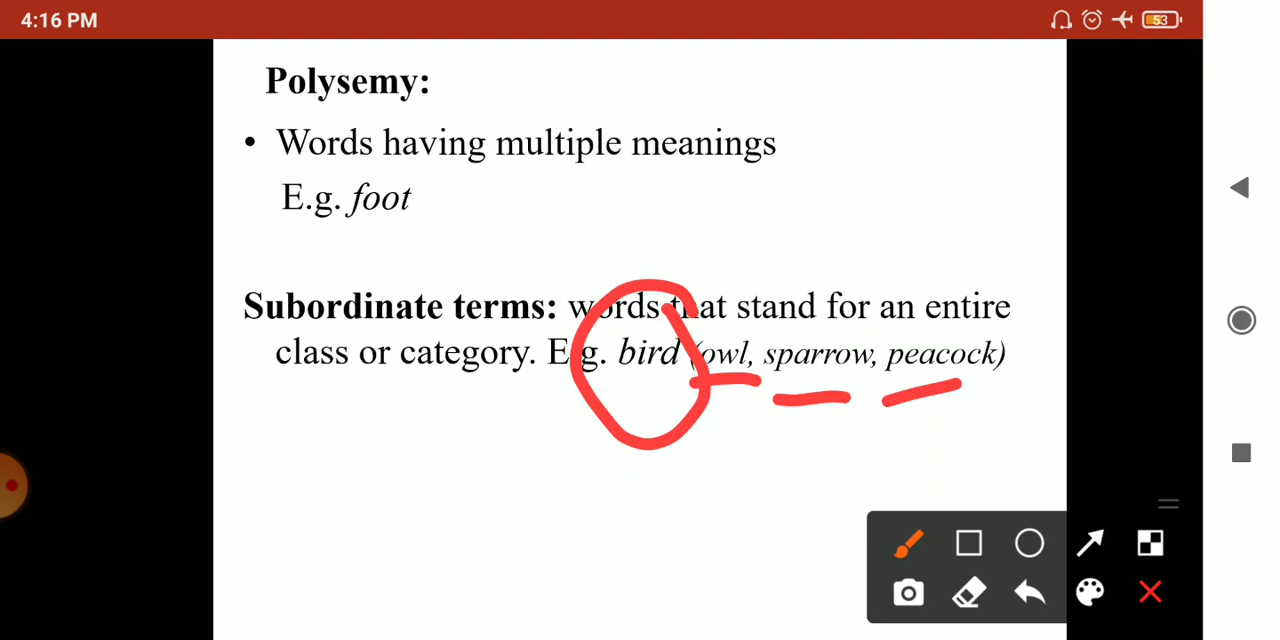 4:16 PM
53
Polysemy:
• Words having multiple meanings
E.g. foot
Subordinate terms: words that stand for an entire
class or category. E.g. bird (owl, sparrow, peacock)